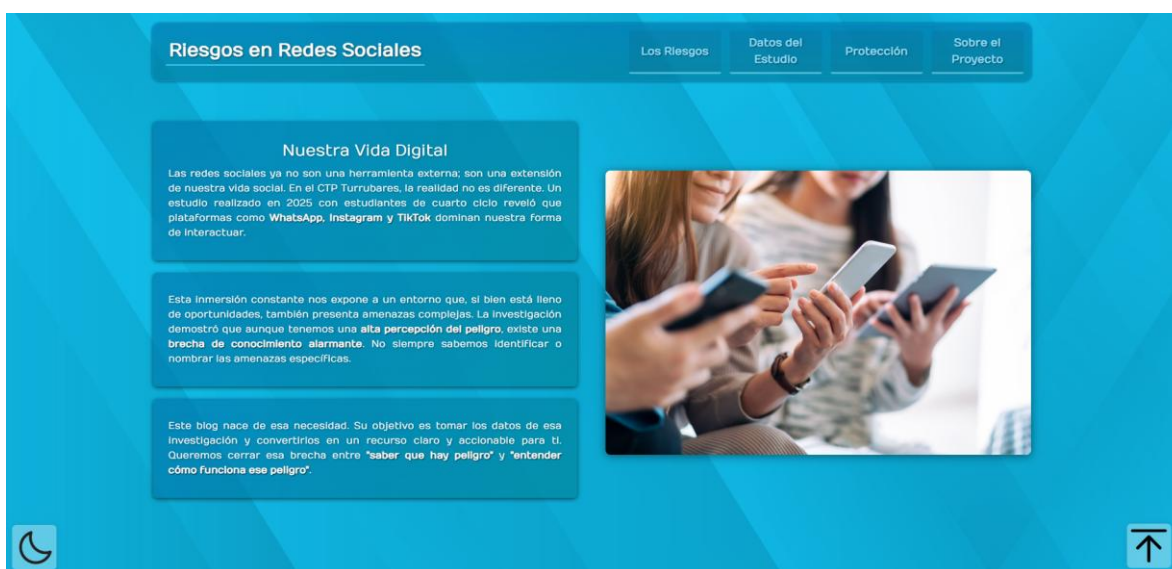 Riesgos en Redes Sociales
Los Riesgos
Datos del
Estudio
Protección
Sobre el
Proyecto
Nuestra Vida Digital
Las redes sociales ya no son una herramienta externa; son una extensión
de nuestra vida social. En el CTP Turrubares, la realidad no es diferente. Un
estudio realizado en 2025 con estudiantes de cuarto ciclo reveló que
plataformas como WhatsApp, Instagram y TikTok dominan nuestra forma
de interactuar.
Esta inmersión constante nos expone a un entorno que, si bien está lleno
de oportunidades, también presenta amenazas complejas. La investigación
demostró que aunque tenemos una alta percepción del peligro, existe una
brecha de conocimiento alarmante. No siempre sabemos identificar o
nombrar las amenazas específicas.
Este blog nace de esa necesidad. Su objetivo es tomar los datos de esa
investigación y convertirlos en un recurso claro y accionable para ti.
Queremos cerrar esa brecha entre "saber que hay peligro" y "entender
cómo funciona ese peligro".